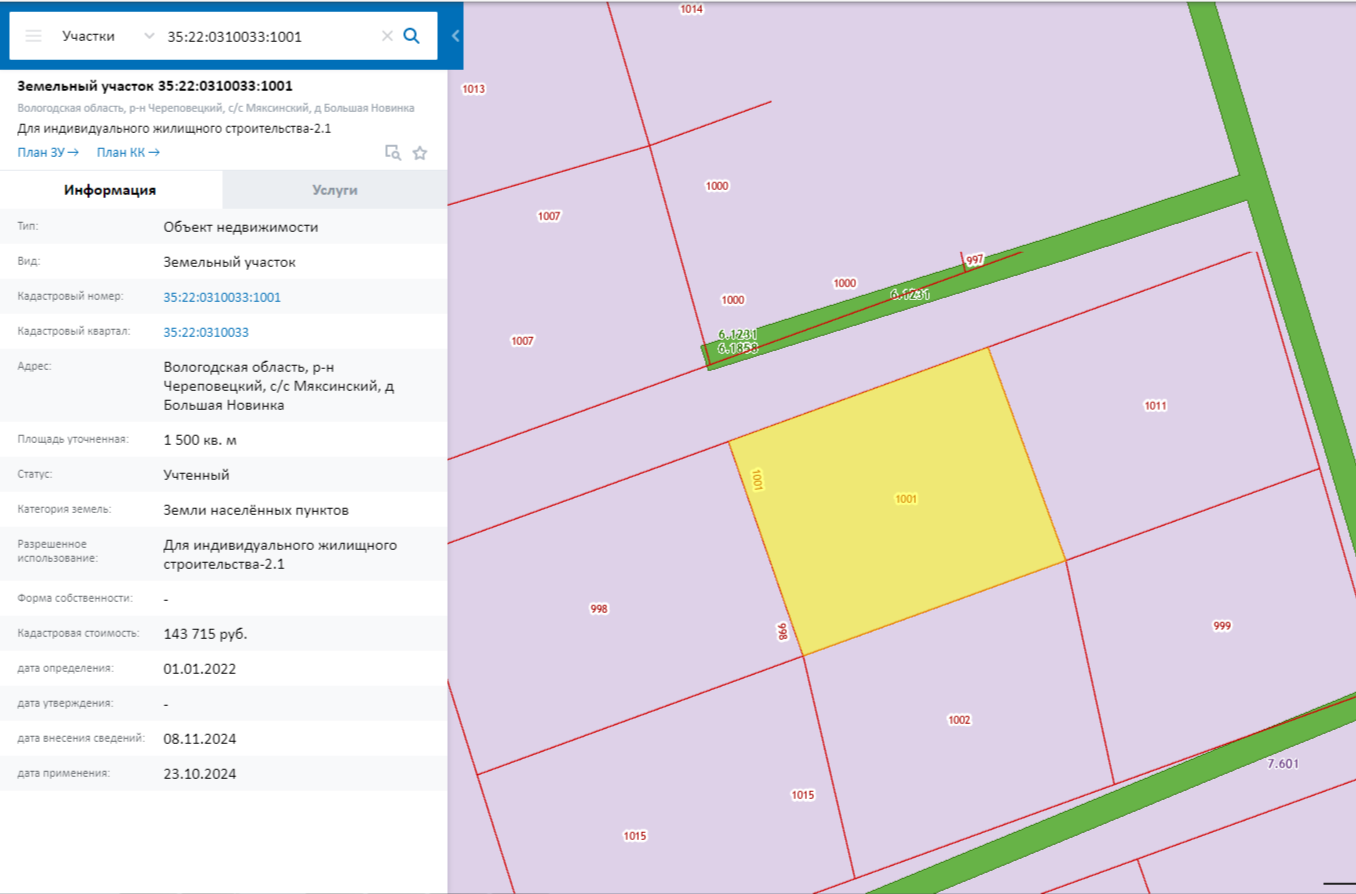 Участки
35:22:0310033:1001
Земельный участок 35:22:0310033:1001
Вологодская область, р-н Череповецкий, с/с Мяксинский, д Большая Новинка
Для индивидуального жилищного строительства-2.1
План ЗУ → План КК →
Информация
Услуги
Тип: Объект недвижимости
Вид: Земельный участок
Кадастровый номер: 35:22:0310033:1001
Кадастровый квартал: 35:22:0310033
Адрес: Вологодская область, р-н
Череповецкий, с/с Мяксинский, д
Большая Новинка
Площадь уточненная: 1 500 кв. м
Статус: Учтенный
Категория земель: Земли населённых пунктов
Разрешенное
использование:
Для индивидуального жилищного
строительства-2.1
Форма собственности: -
Кадастровая стоимость: 143 715 руб.
дата определения: 01.01.2022
дата утверждения: -
дата внесения сведений: 08.11.2024
дата применения: 23.10.2024
1014
1013
1000
1007
997
1000
6.1231
1000
6.1231
6.1858
1007
1011
1001
1001
998
999
998
1002
7.601
1015
1015